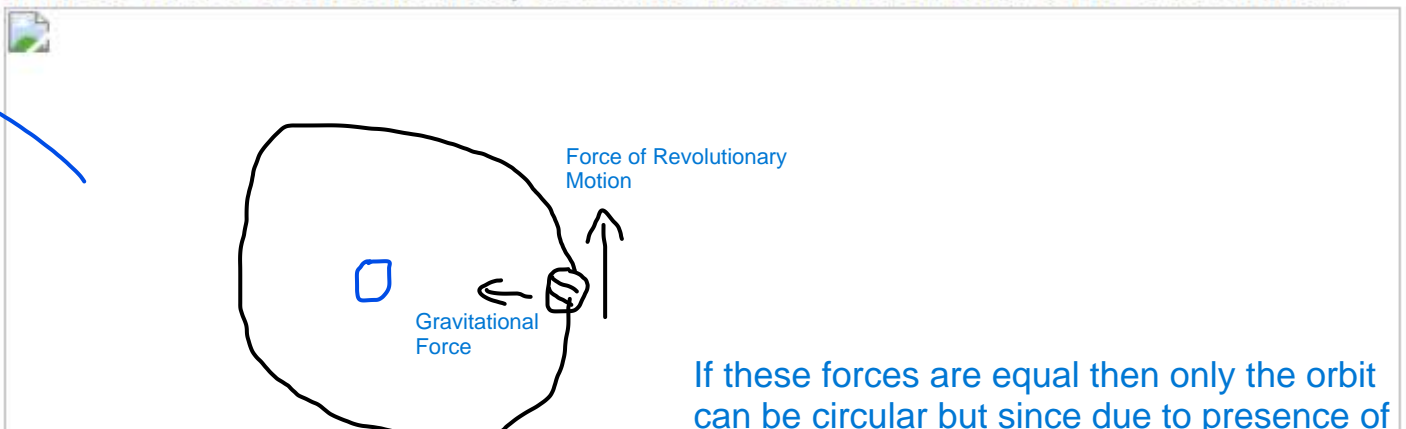 Force of Revolutionary
Motion
Gravitational
Force
If these forces are equal then only the orbit
can be circular but since due to presence of